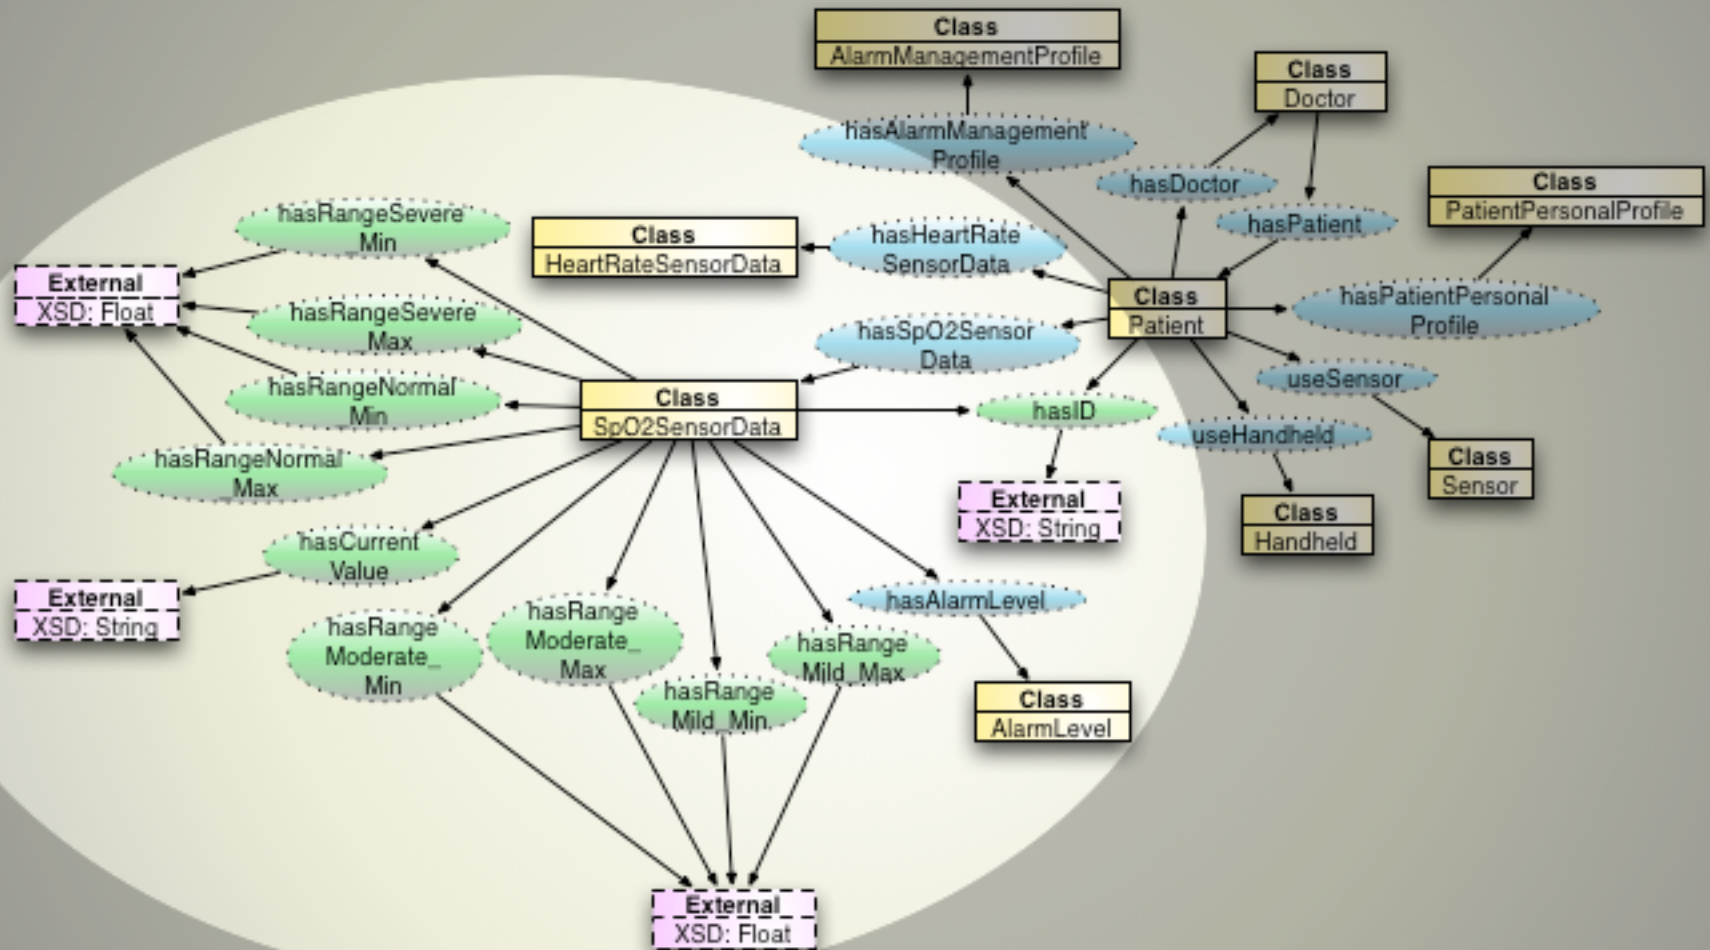 Class
AlarmManagementProfile
Class
Doctor
hasAlarmManagement
Profile
hasDoctor
Class
PatientPersonalProfile
hasPatient
hasRangeSevere
Min
Class
HeartRateSensorData
hasHeartRate
SensorData
External
XSD: Float
Class
Patient
hasPatientPersonal
Profile
hasRangeSevere
Max
hasSpO2Sensor
Data
useSensor
hasRangeNormal
Min
Class
SpO2SensorData
hasID
useHandheld
Class
Sensor
hasRangeNormal
Max
External
XSD: String
Class
Handheld
hasCurrent
Value
External
XSD: String
hasRange
Moderate_
Min
hasRange
Moderate_
Max
hasRange
Mild_Min
hasRange
Mild_Max
hasAlarmLevel
Class
AlarmLevel
External
XSD: Float